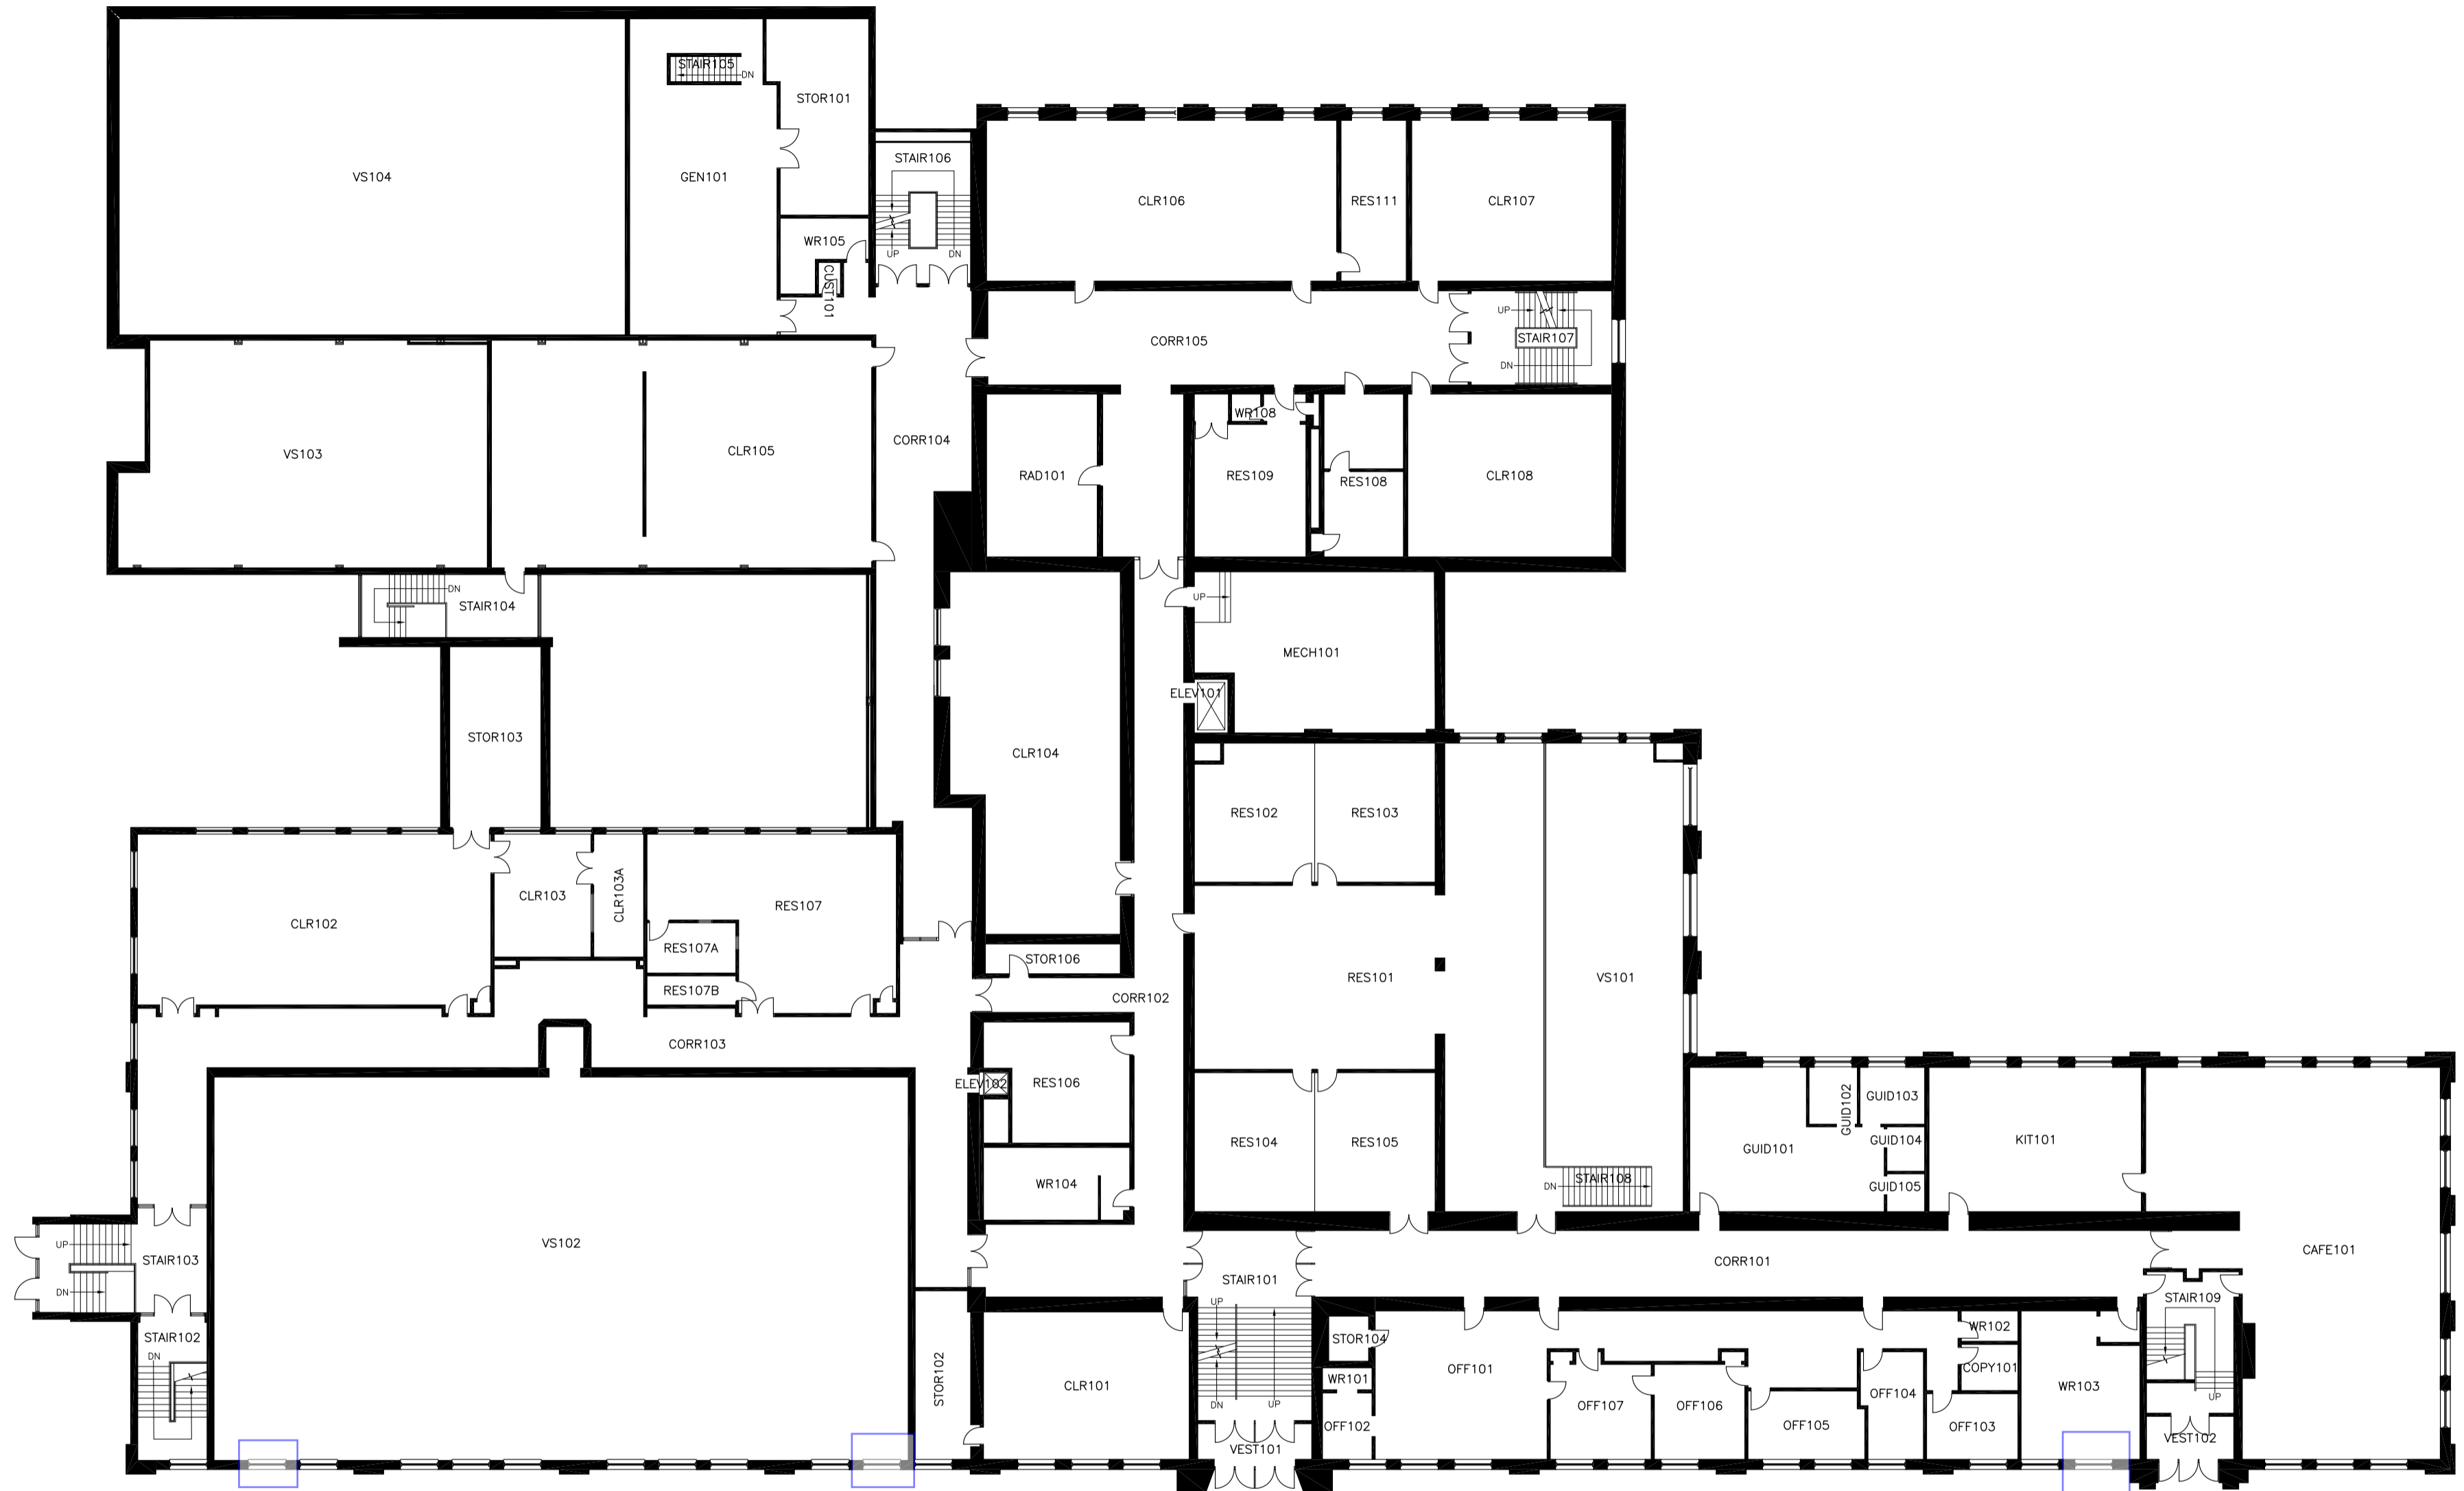 STAIR105
DN
STOR101
VS104
GEN101
STAIR106
UP
DN
WR105
CUST101
CLR106
RES111
CLR107
CORR105
UP
STAIR107
DN
VS103
CLR105
CORR104
RAD101
WR108
RES109
RES108
CLR108
DN
STAIR104
UP
MECH101
ELEV101
STOR103
CLR104
RES102
RES103
CLR102
CLR103
CLR103A
RES107
RES107A
RES107B
STOR106
CORR102
RES101
VS101
CORR103
ELEV102
RES106
WR104
RES104
RES105
DN
STAIR108
GUID101
GUID102
GUID103
GUID104
GUID105
KIT101
UP
STAIR103
DN
VS102
STAIR101
CORR101
CAFE101
STAIR102
DN
STOR102
CLR101
UP
DN
UP
VEST101
STOR104
WR101
OFF102
OFF101
OFF107
OFF106
OFF105
OFF104
OFF103
WR102
COPY101
WR103
STAIR109
UP
VEST102